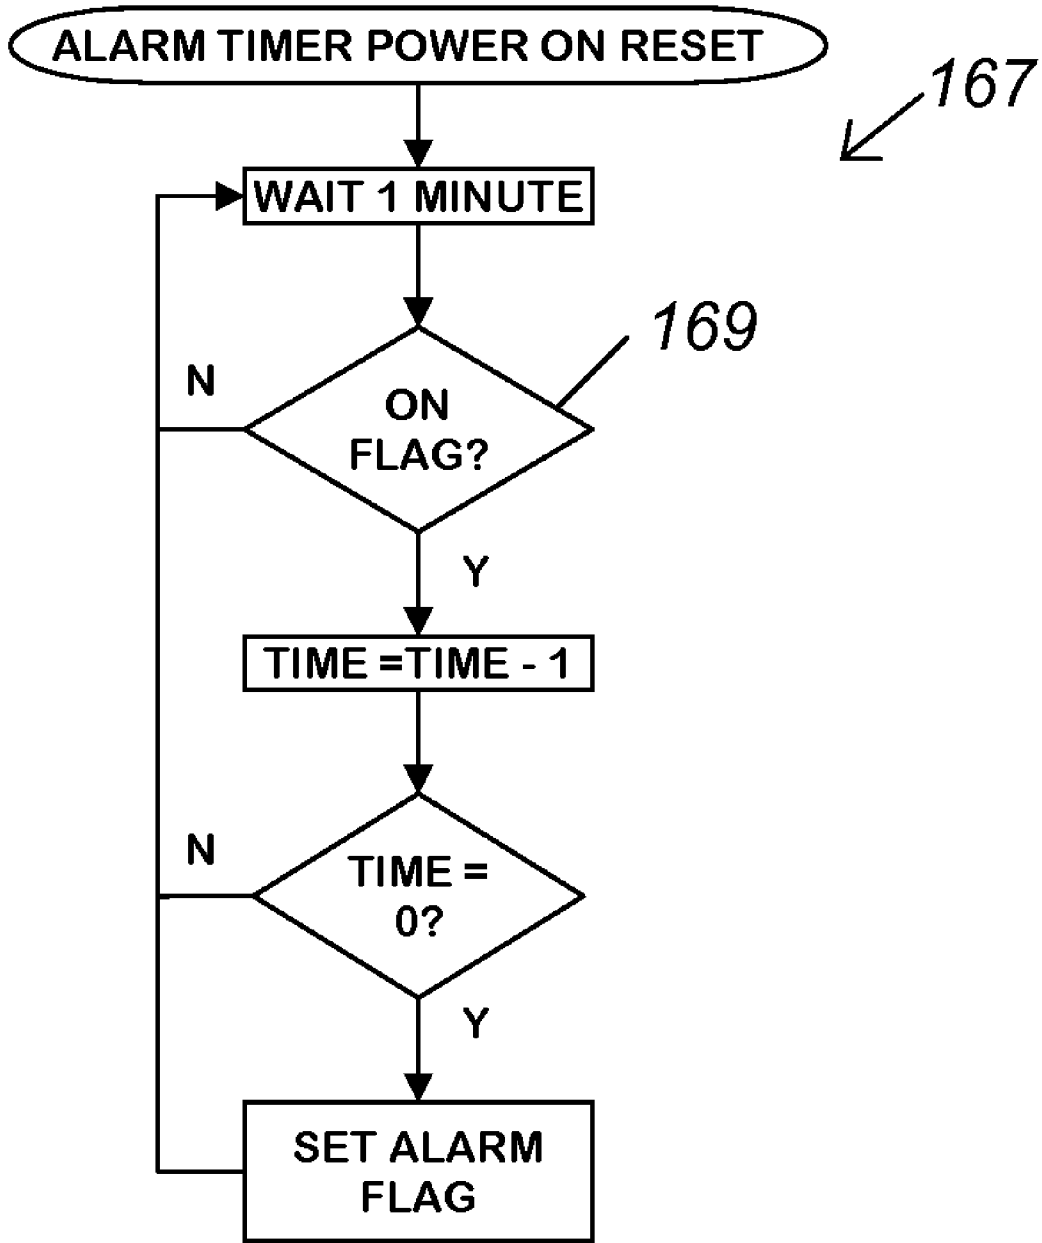 ALARM TIMER POWER ON RESET
167
WAIT 1 MINUTE
169
N
ON
FLAG?
Y
TIME =TIME - 1
N
TIME =
0?
Y
SET ALARM
FLAG